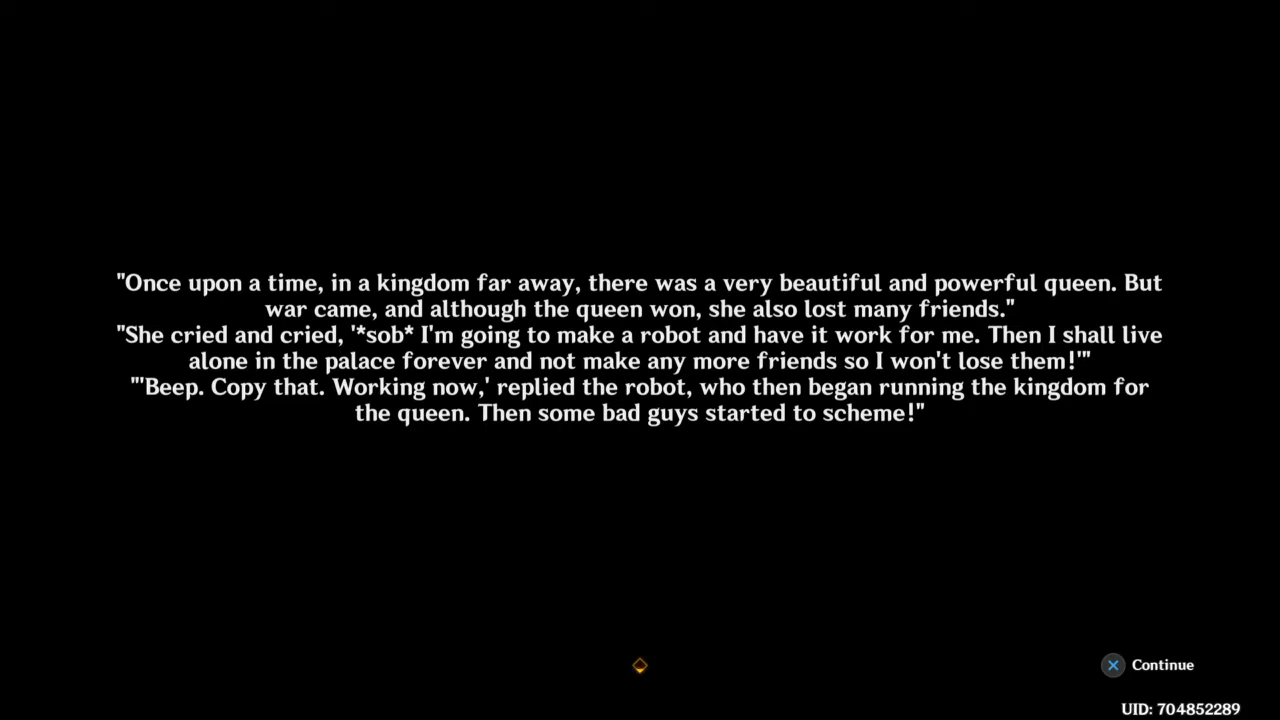 "Once upon a time, in a kingdom far away, there was a very beautiful and powerful queen. But
war came, and although the queen won, she also lost many friends."
"She cried and cried, '*sob* I'm going to make a robot and have it work for me. Then I shall live
alone in the palace forever and not make any more friends so I won't lose them!'"
"'Beep. Copy that. Working now,' replied the robot, who then began running the kingdom for
the queen. Then some bad guys started to scheme!"
Continue
UID: 704852289